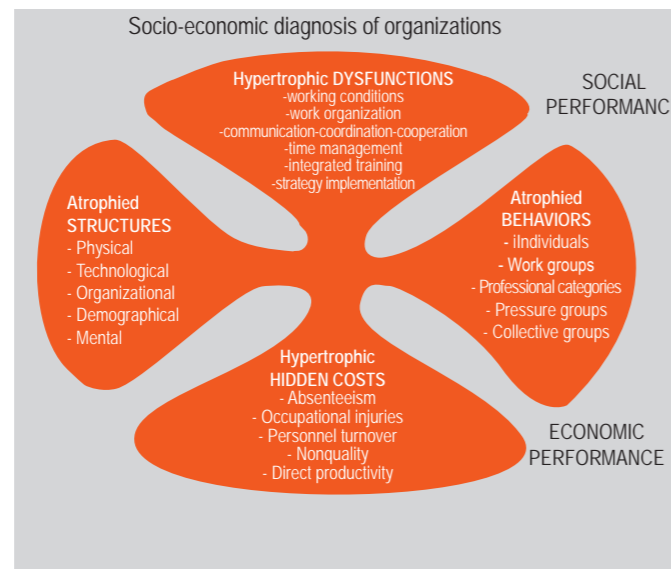 Socio-economic diagnosis of organizations
Hypertrophic DYSFUNCTIONS
-working conditions
-work organization
-communication-coordination-cooperation
-time management
-integrated training
-strategy implementation
SOCIAL
PERFORMANC
Atrophied
STRUCTURES
- Physical
- Technological
- Organizational
- Demographical
- Mental
Atrophied
BEHAVIORS
- iIndividuals
- Work groups
- Professional categories
- Pressure groups
- Collective groups
Hypertrophic
HIDDEN COSTS
- Absenteeism
- Occupational injuries
- Personnel turnover
- Nonquality
- Direct productivity
ECONOMIC
PERFORMANCE